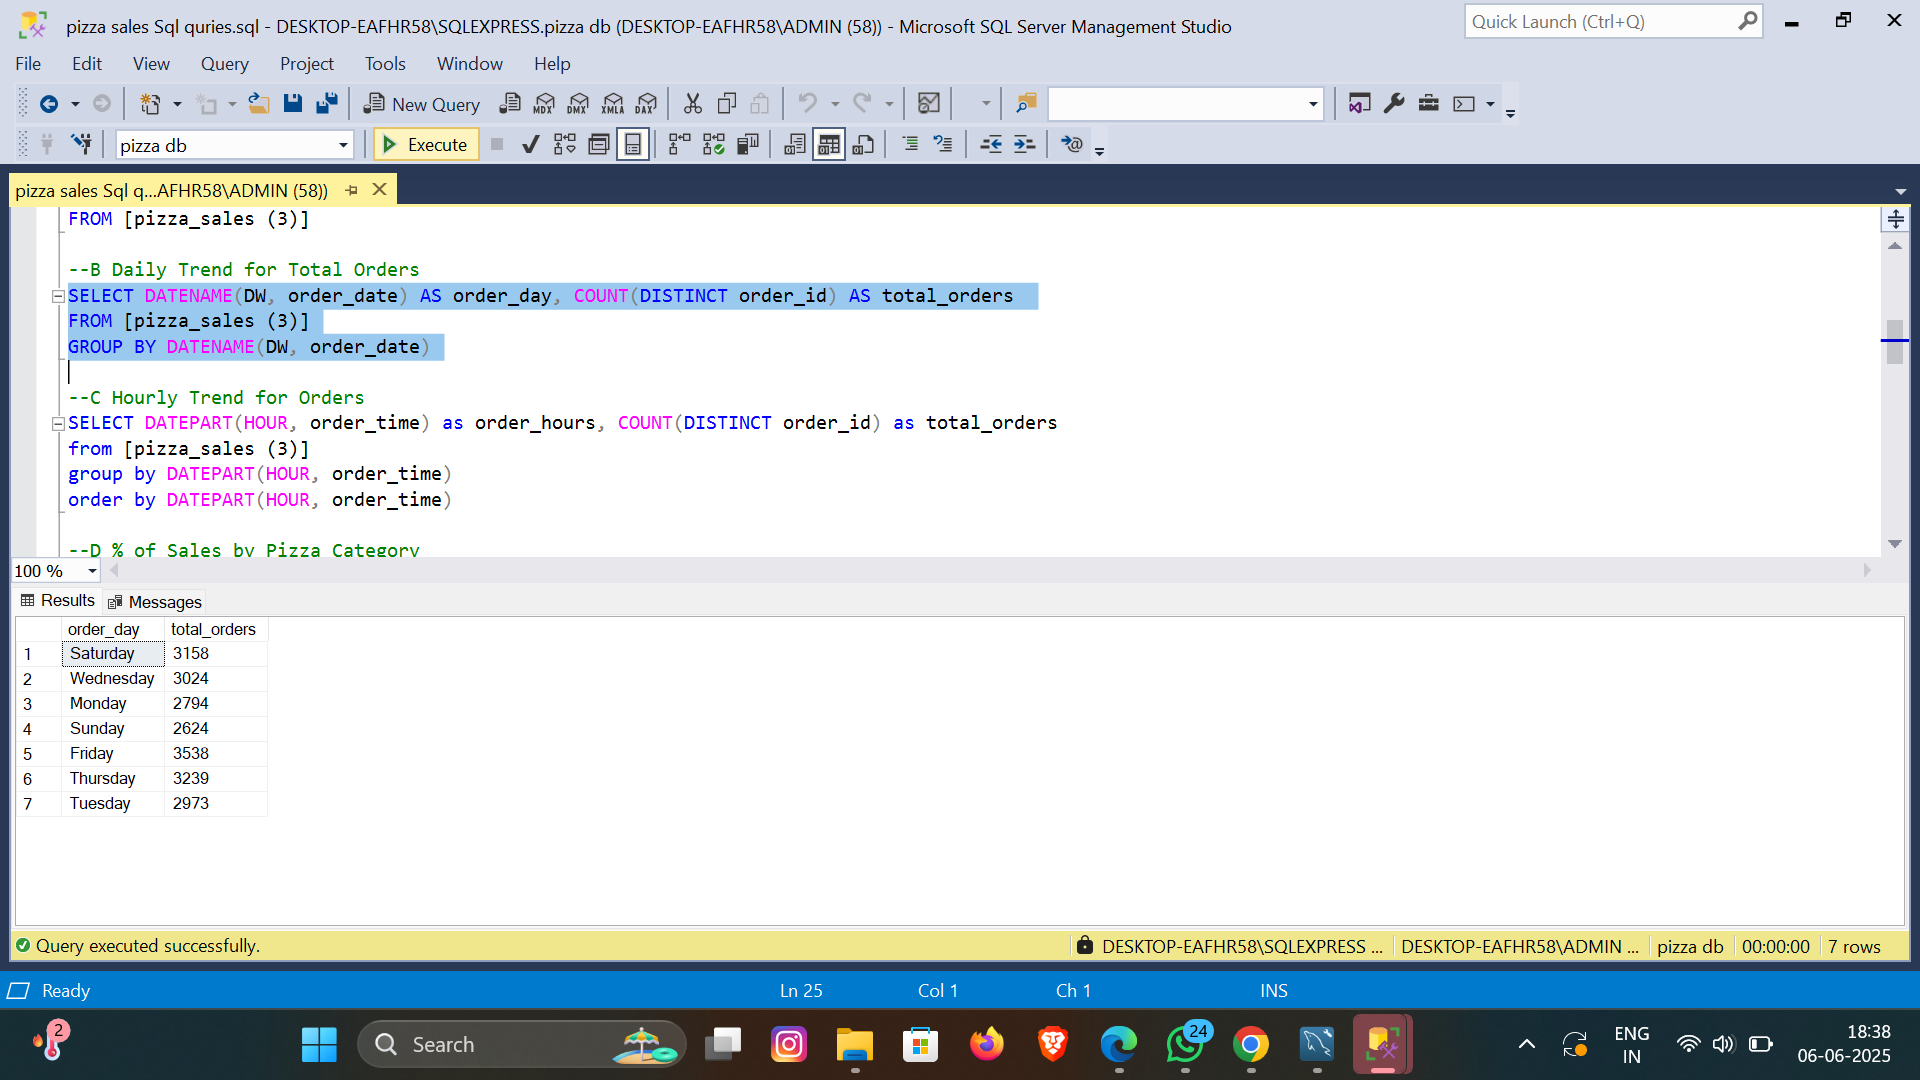 pizza sales Sql quries.sql - DESKTOP-EAFHR58\SQLEXPRESS.pizza db (DESKTOP-EAFHR58\ADMIN (58)) - Microsoft SQL Server Management Studio
Quick Launch (Ctrl+Q)
File Edit View Query Project Tools Window Help
New Query MDX DMX XMLA DAX
pizza db Execute
pizza sales Sql q...AFHR58\ADMIN (58))
FROM [pizza_sales (3)]
--B Daily Trend for Total Orders
SELECT DATENAME(DW, order_date) AS order_day, COUNT(DISTINCT order_id) AS total_orders
FROM [pizza_sales (3)]
GROUP BY DATENAME(DW, order_date)
--C Hourly Trend for Orders
SELECT DATEPART(HOUR, order_time) as order_hours, COUNT(DISTINCT order_id) as total_orders
from [pizza_sales (3)]
group by DATEPART(HOUR, order_time)
order by DATEPART(HOUR, order_time)
--D % of Sales by Pizza Category
100 %
Results Messages
order_day total_orders
1 Saturday 3158
2 Wednesday 3024
3 Monday 2794
4 Sunday 2624
5 Friday 3538
6 Thursday 3239
7 Tuesday 2973
Query executed successfully. DESKTOP-EAFHR58\SQLEXPRESS ... DESKTOP-EAFHR58\ADMIN ... pizza db 00:00:00 7 rows
Ready Ln 25 Col 1 Ch 1 INS
2
Search
24
ENG
IN
18:38
06-06-2025